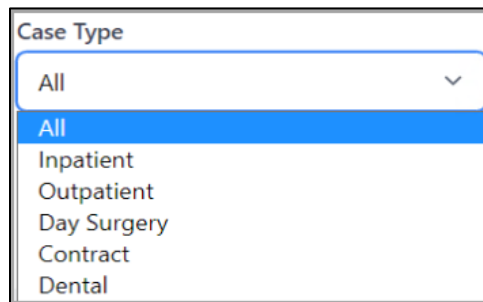 Case Type
All
All
Inpatient
Outpatient
Day Surgery
Contract
Dental